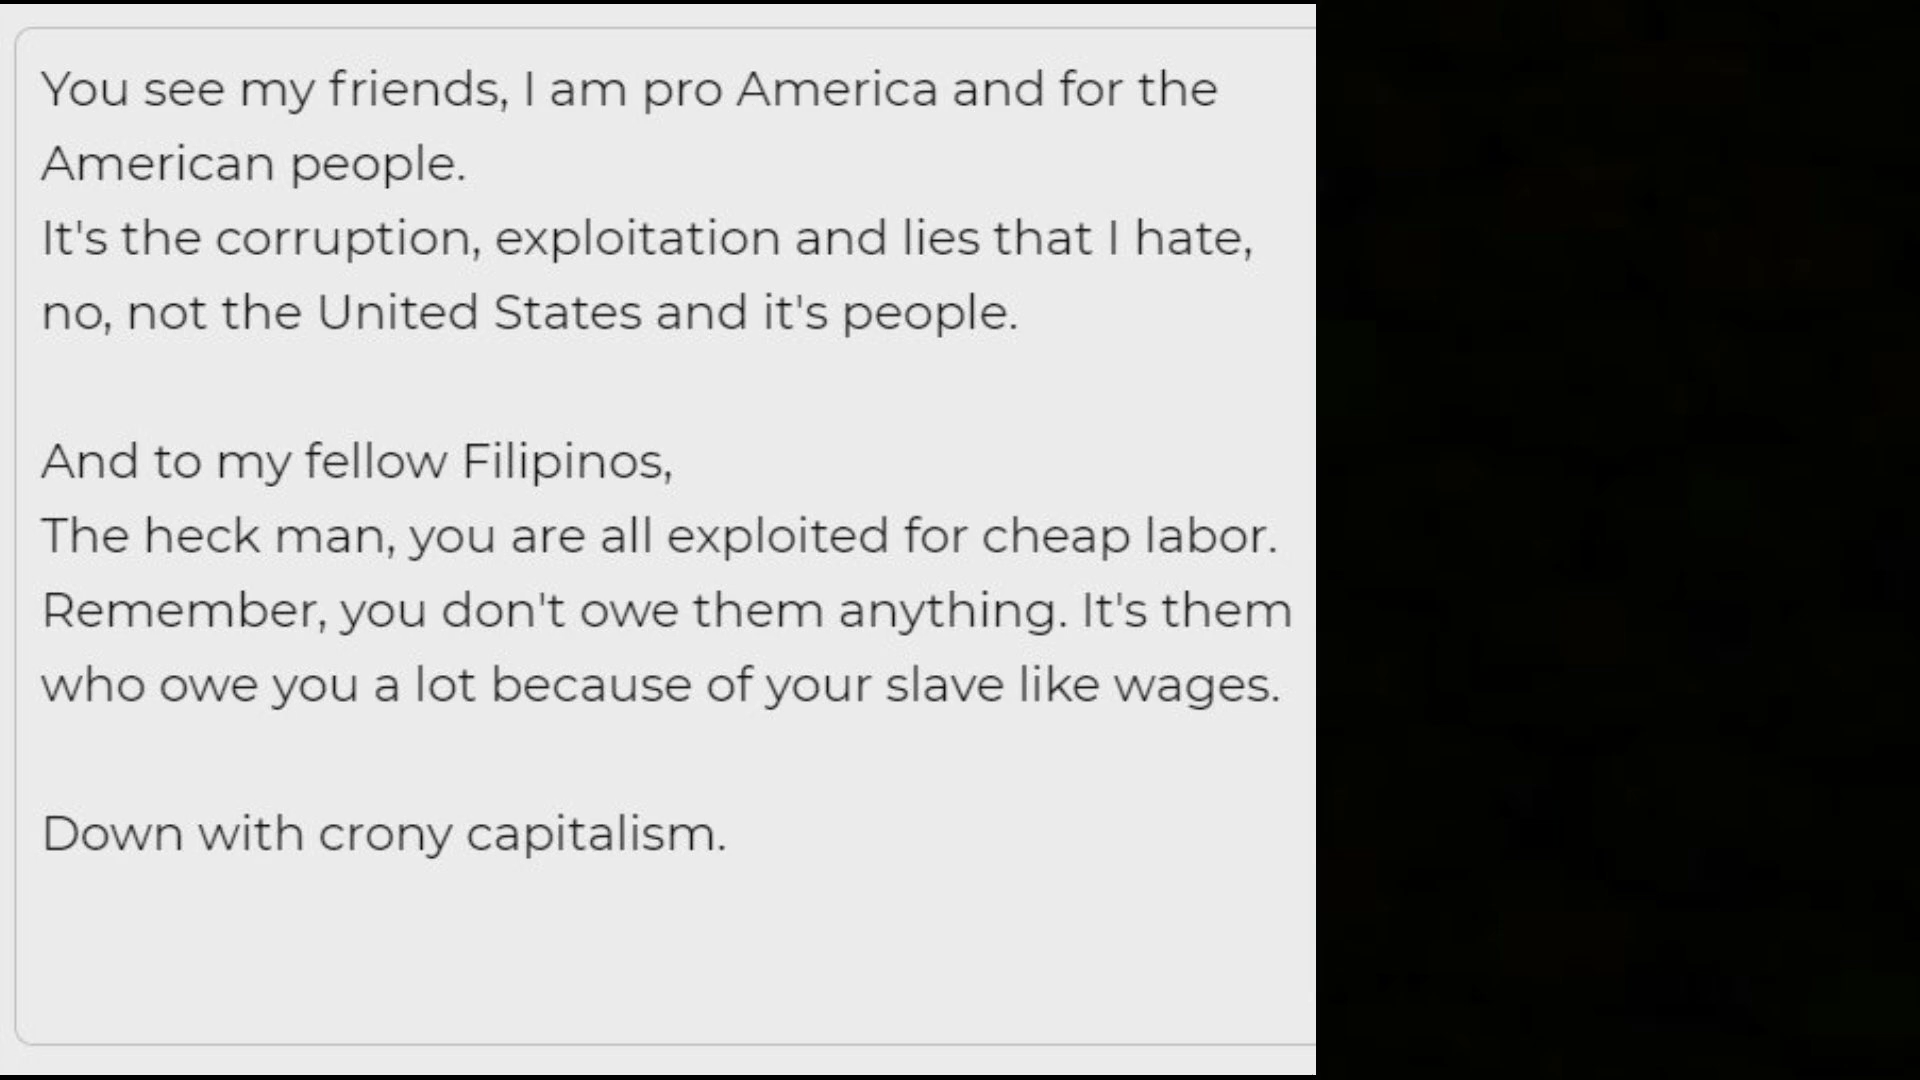 You see my friends, I am pro America and for the
American people.
It's the corruption, exploitation and lies that I hate,
no, not the United States and it's people.
And to my fellow Filipinos,
The heck man, you are all exploited for cheap labor.
Remember, you don't owe them anything. It's them
who owe you a lot because of your slave like wages.
Down with crony capitalism.